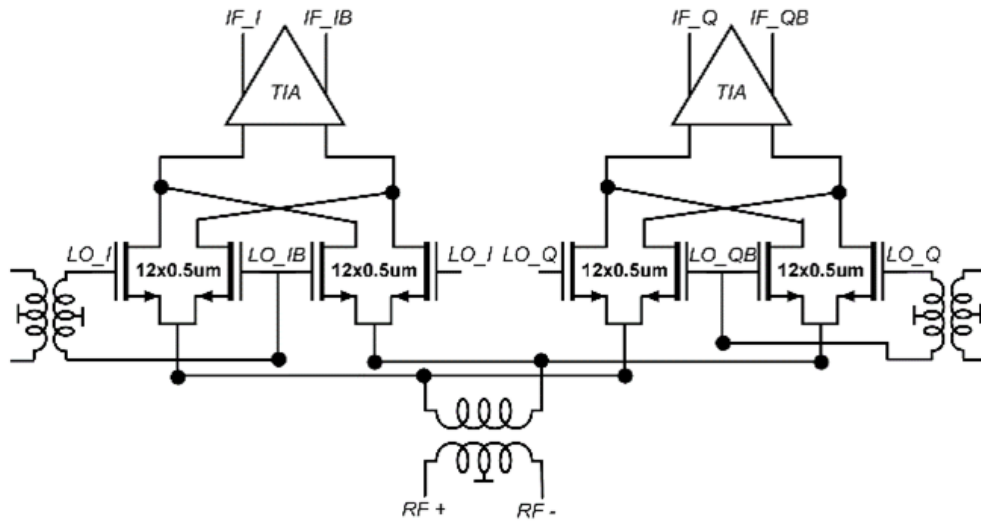 IF_I IF_IB IF_Q IF_QB
TIA TIA
LO_I LO_IB LO_I LO_Q LO_QB LO_Q
12x0.5um 12x0.5um 12x0.5um 12x0.5um
RF + RF -